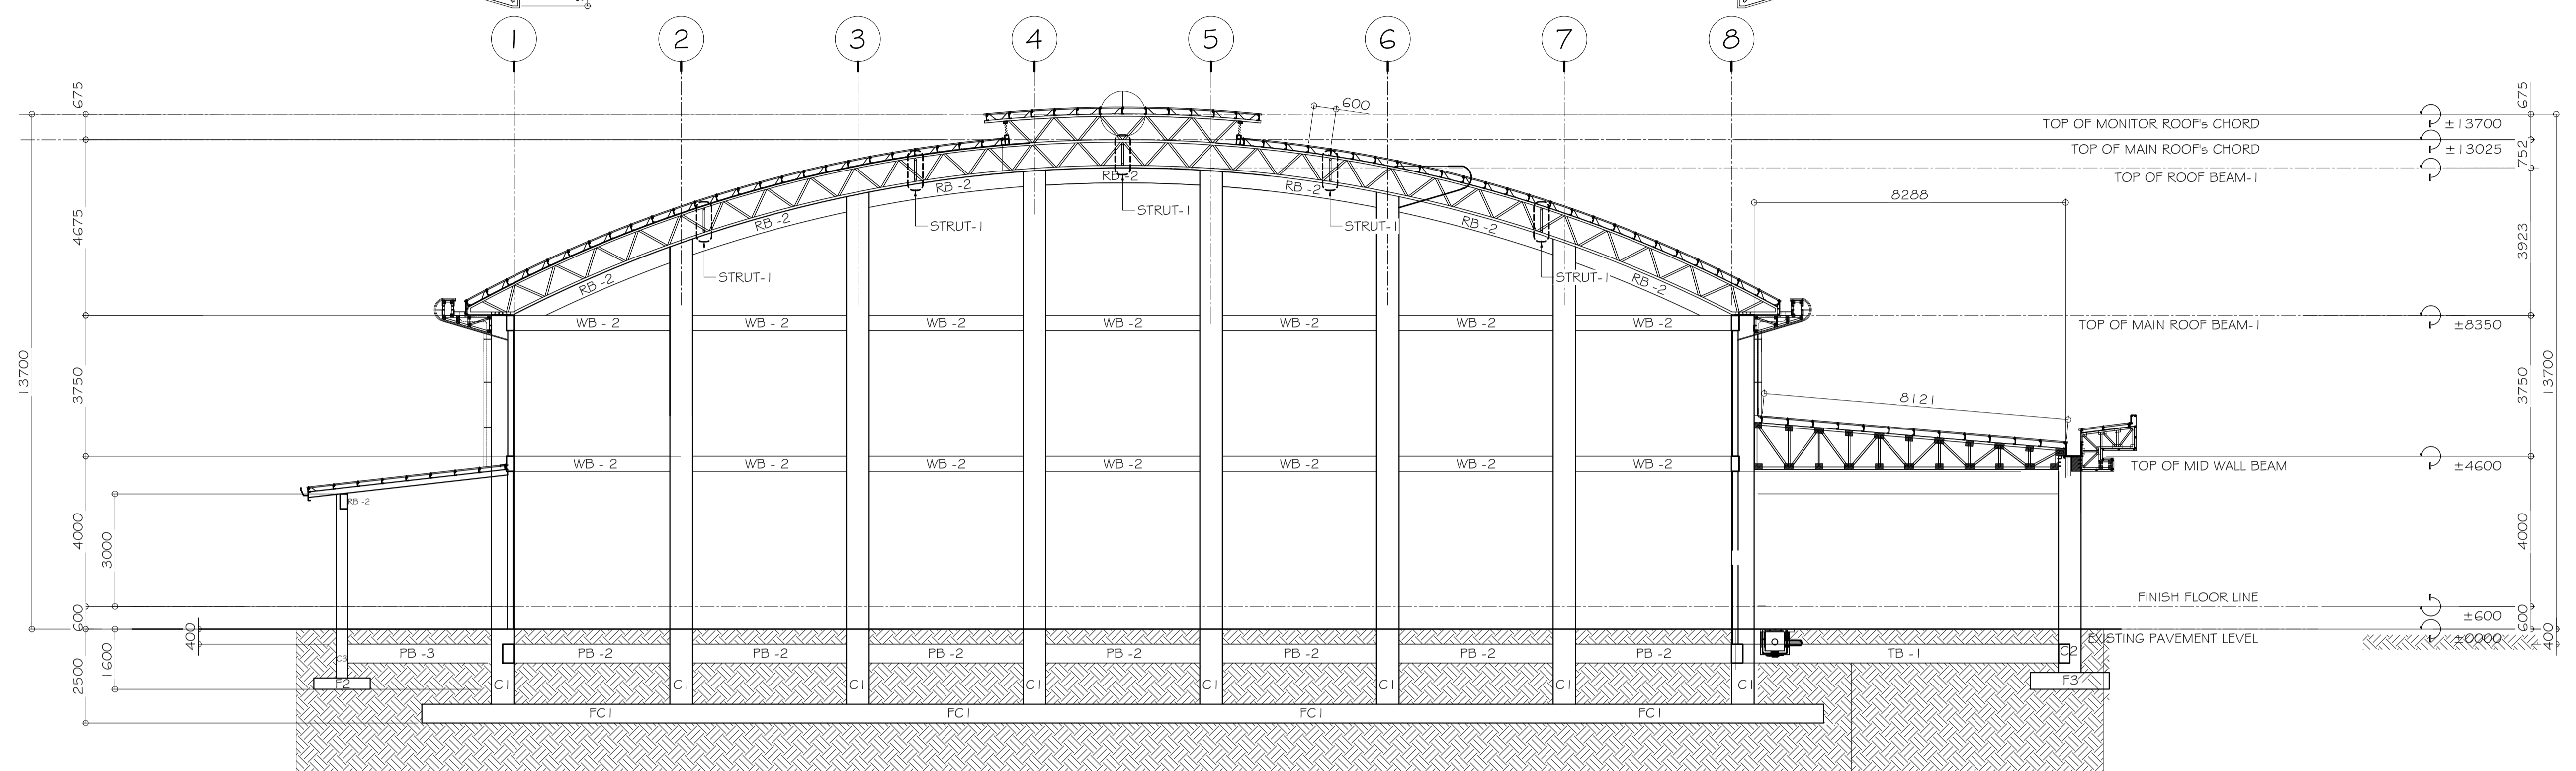 1 2 3 4 5 6 7 8
675 600 675
TOP OF MONITOR ROOF's CHORD ±13700
TOP OF MAIN ROOF's CHORD ±13025
752
TOP OF ROOF BEAM-1
RB -2 RB -2 RB -2
8288
RB -2 STRUT-1 STRUT-1 STRUT-1 RB -2
4675 3923
STRUT-1 STRUT-1
RB -2 RB -2
WB - 2 WB - 2 WB -2 WB -2 WB -2 WB -2 WB -2
TOP OF MAIN ROOF BEAM-1 ±8350
13700 3750 3750 13700
8121
WB - 2 WB - 2 WB -2 WB -2 WB -2 WB -2 WB -2
TOP OF MID WALL BEAM ±4600
RB -2
4000 3000 4000
FINISH FLOOR LINE
600 ±600 600
400 EXISTING PAVEMENT LEVEL ±0000 400
PB -3 PB -2 PB -2 PB -2 PB -2 PB -2 PB -2 PB -2 TB -1 C2
C3
2500 1600
F2 C1 C1 C1 C1 C1 C1 C1 C1 F3
FC1 FC1 FC1 FC1